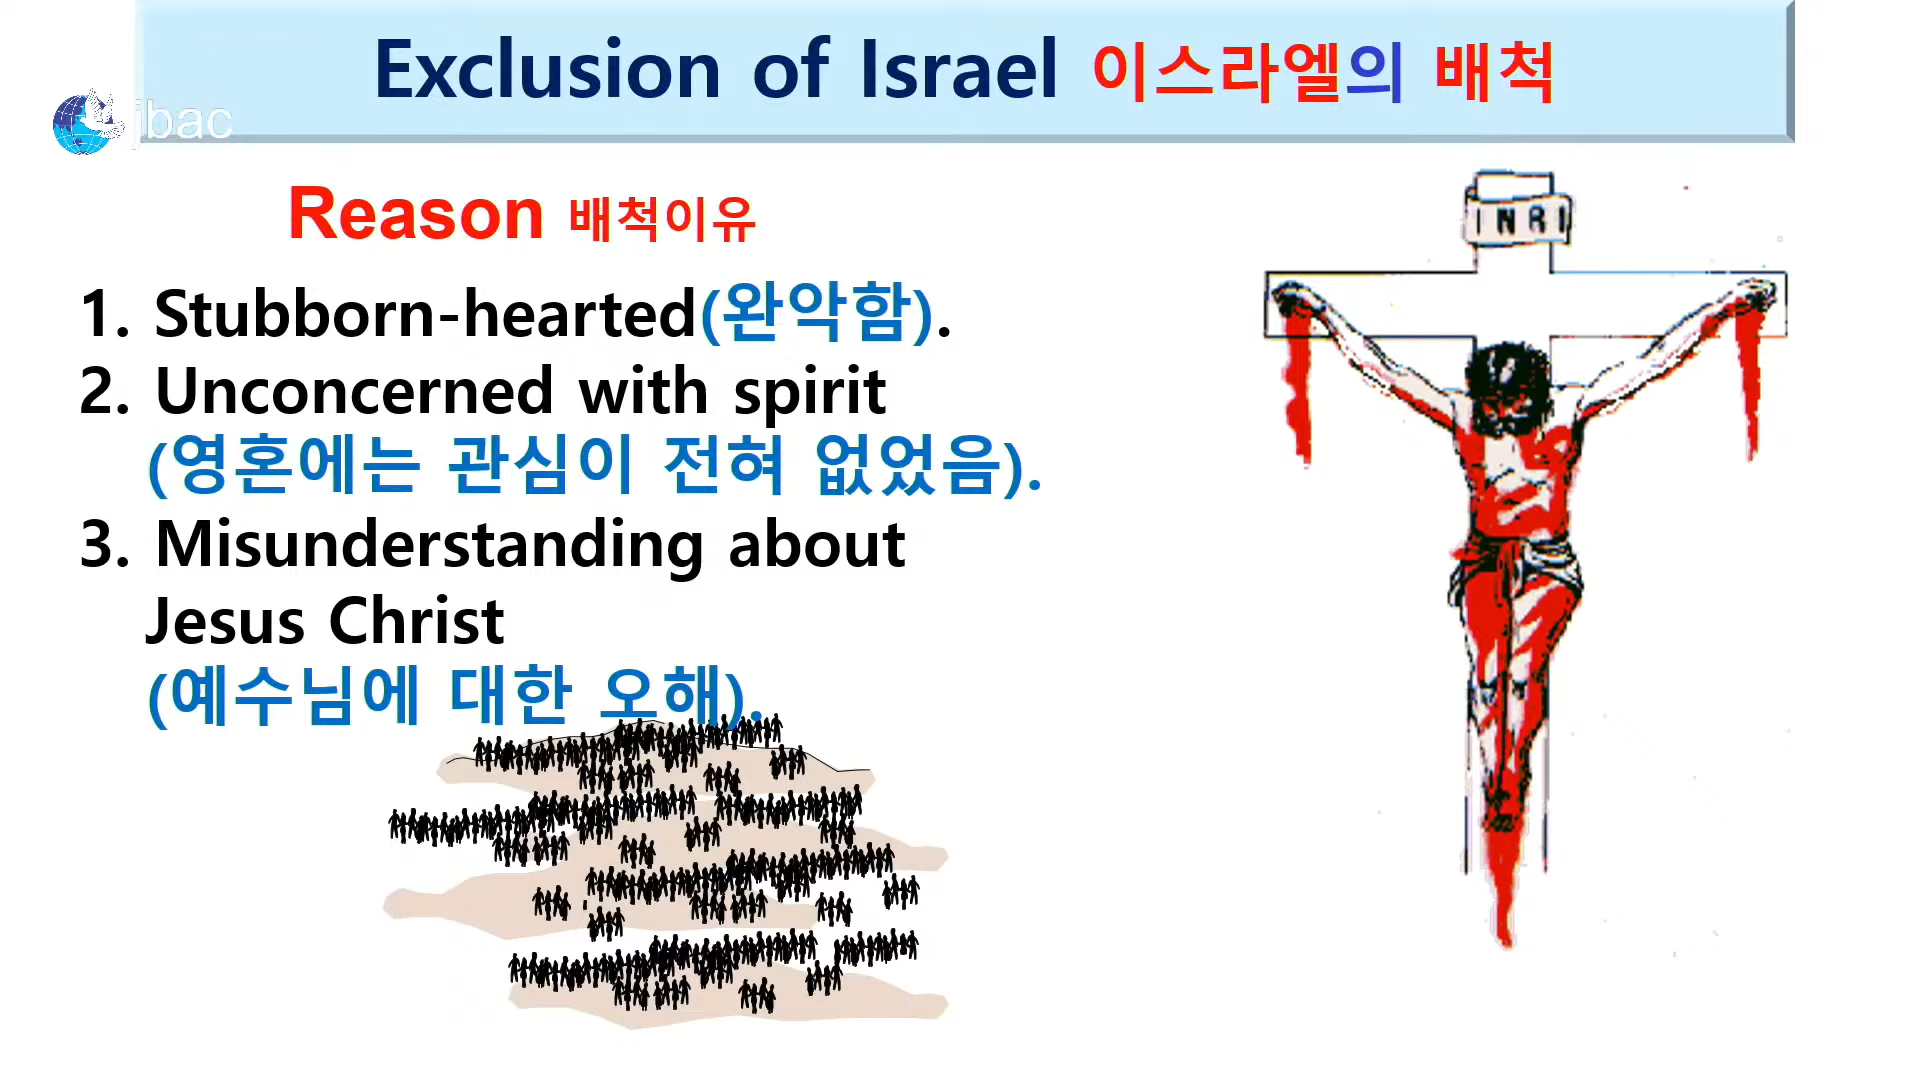 Exclusion of Israel 이스라엘의 배척
jbac
Reason 배척이유
INRI
1. Stubborn-hearted(완악함).
2. Unconcerned with spirit
(영혼에는 관심이 전혀 없었음).
3. Misunderstanding about
Jesus Christ
(예수님에 대한 오해).